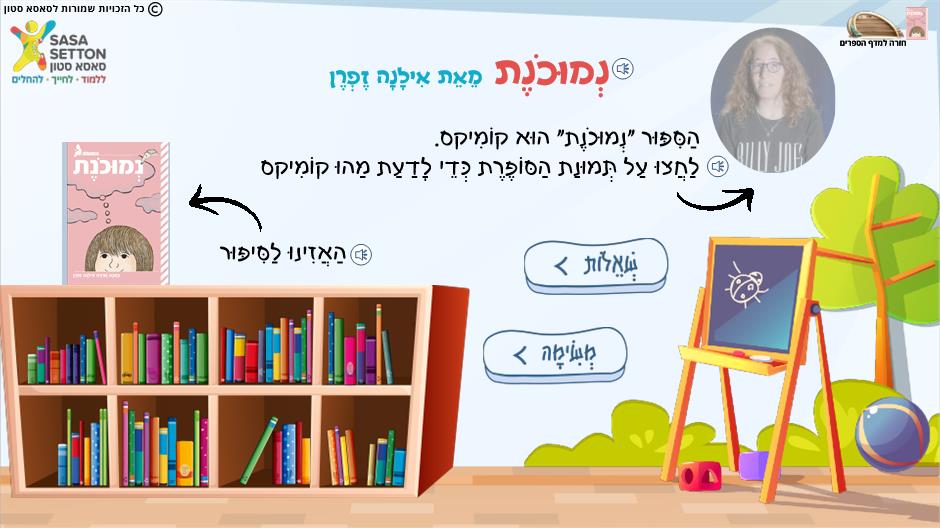 © כל הזכויות שמורות לסאסא סטון
SASA
SETTON
סאסא סטון
ללמוד • לחייך • להחלים
חזרה למדף הספרים
נְמוּכֹּנֶת מֵאֵת אִילָנָה זֶפְרֶן
הַסִּפּוּר "נְמוּכֹנֶת" הוּא קוֹמִיקְס.
לַחֲצוּ עַל תְּמוּנַת הַסּוֹפֶרֶת כְּדֵי לָדַעַת מַהוּ קוֹמִיקְס
נְמוּכֹּנֶת
הַאֲזִינוּ לַסִּיפּוּר
שְׁאֵלוֹת >
מְשִׂימָה >